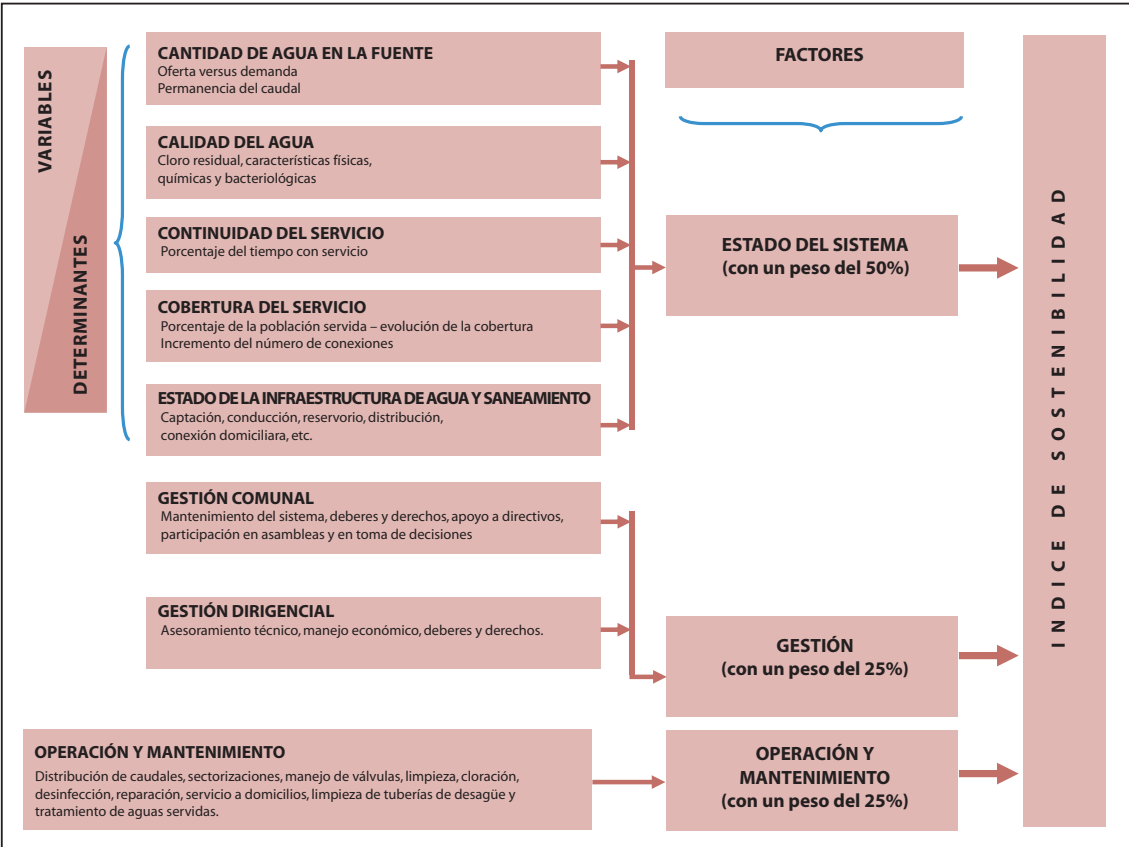 VARIABLES
DETERMINANTES
CANTIDAD DE AGUA EN LA FUENTE
Oferta versus demanda
Permanencia del caudal
CALIDAD DEL AGUA
Cloro residual, características físicas,
químicas y bacteriológicas
CONTINUIDAD DEL SERVICIO
Porcentaje del tiempo con servicio
COBERTURA DEL SERVICIO
Porcentaje de la población servida – evolución de la cobertura
Incremento del número de conexiones
ESTADO DE LA INFRAESTRUCTURA DE AGUA Y SANEAMIENTO
Captación, conducción, reservorio, distribución,
conexión domiciliara, etc.
GESTIÓN COMUNAL
Mantenimiento del sistema, deberes y derechos, apoyo a directivos,
participación en asambleas y en toma de decisiones
GESTIÓN DIRIGENCIAL
Asesoramiento técnico, manejo económico, deberes y derechos.
OPERACIÓN Y MANTENIMIENTO
Distribución de caudales, sectorizaciones, manejo de válvulas, limpieza, cloración,
desinfección, reparación, servicio a domicilios, limpieza de tuberías de desagüe y
tratamiento de aguas servidas.
FACTORES
ESTADO DEL SISTEMA
(con un peso del 50%)
GESTIÓN
(con un peso del 25%)
OPERACIÓN Y
MANTENIMIENTO
(con un peso del 25%)
INDICE DE SOSTENIBILIDAD